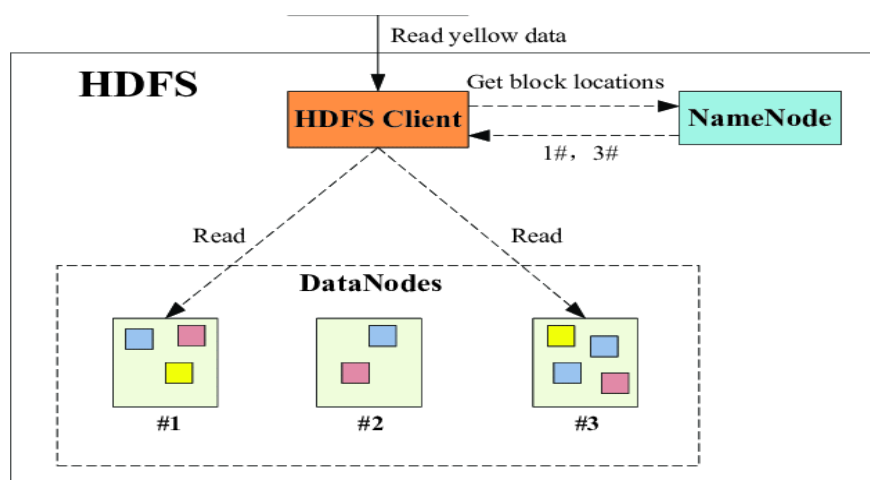 Read yellow data
HDFS
Get block locations
HDFS Client
NameNode
1#, 3#
Read
Read
DataNodes
#1
#2
#3